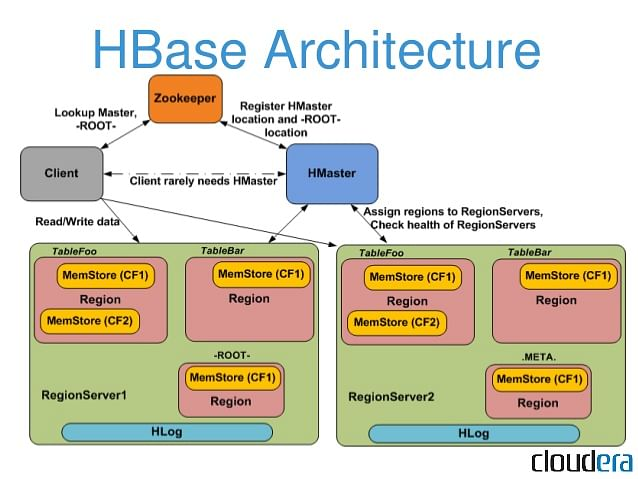 HBase Architecture
Zookeeper
Lookup Master,
-ROOT-
Register HMaster
location and -ROOT-
location
Client
Client rarely needs HMaster
HMaster
Read/Write data
Assign regions to RegionServers,
Check health of RegionServers
TableFoo
TableBar
MemStore (CF1)
Region
MemStore (CF2)
MemStore (CF1)
Region
-ROOT-
MemStore (CF1)
Region
RegionServer1
HLog
TableFoo
TableBar
MemStore (CF1)
Region
MemStore (CF2)
MemStore (CF1)
Region
.META.
MemStore (CF1)
Region
RegionServer2
HLog
cloudera